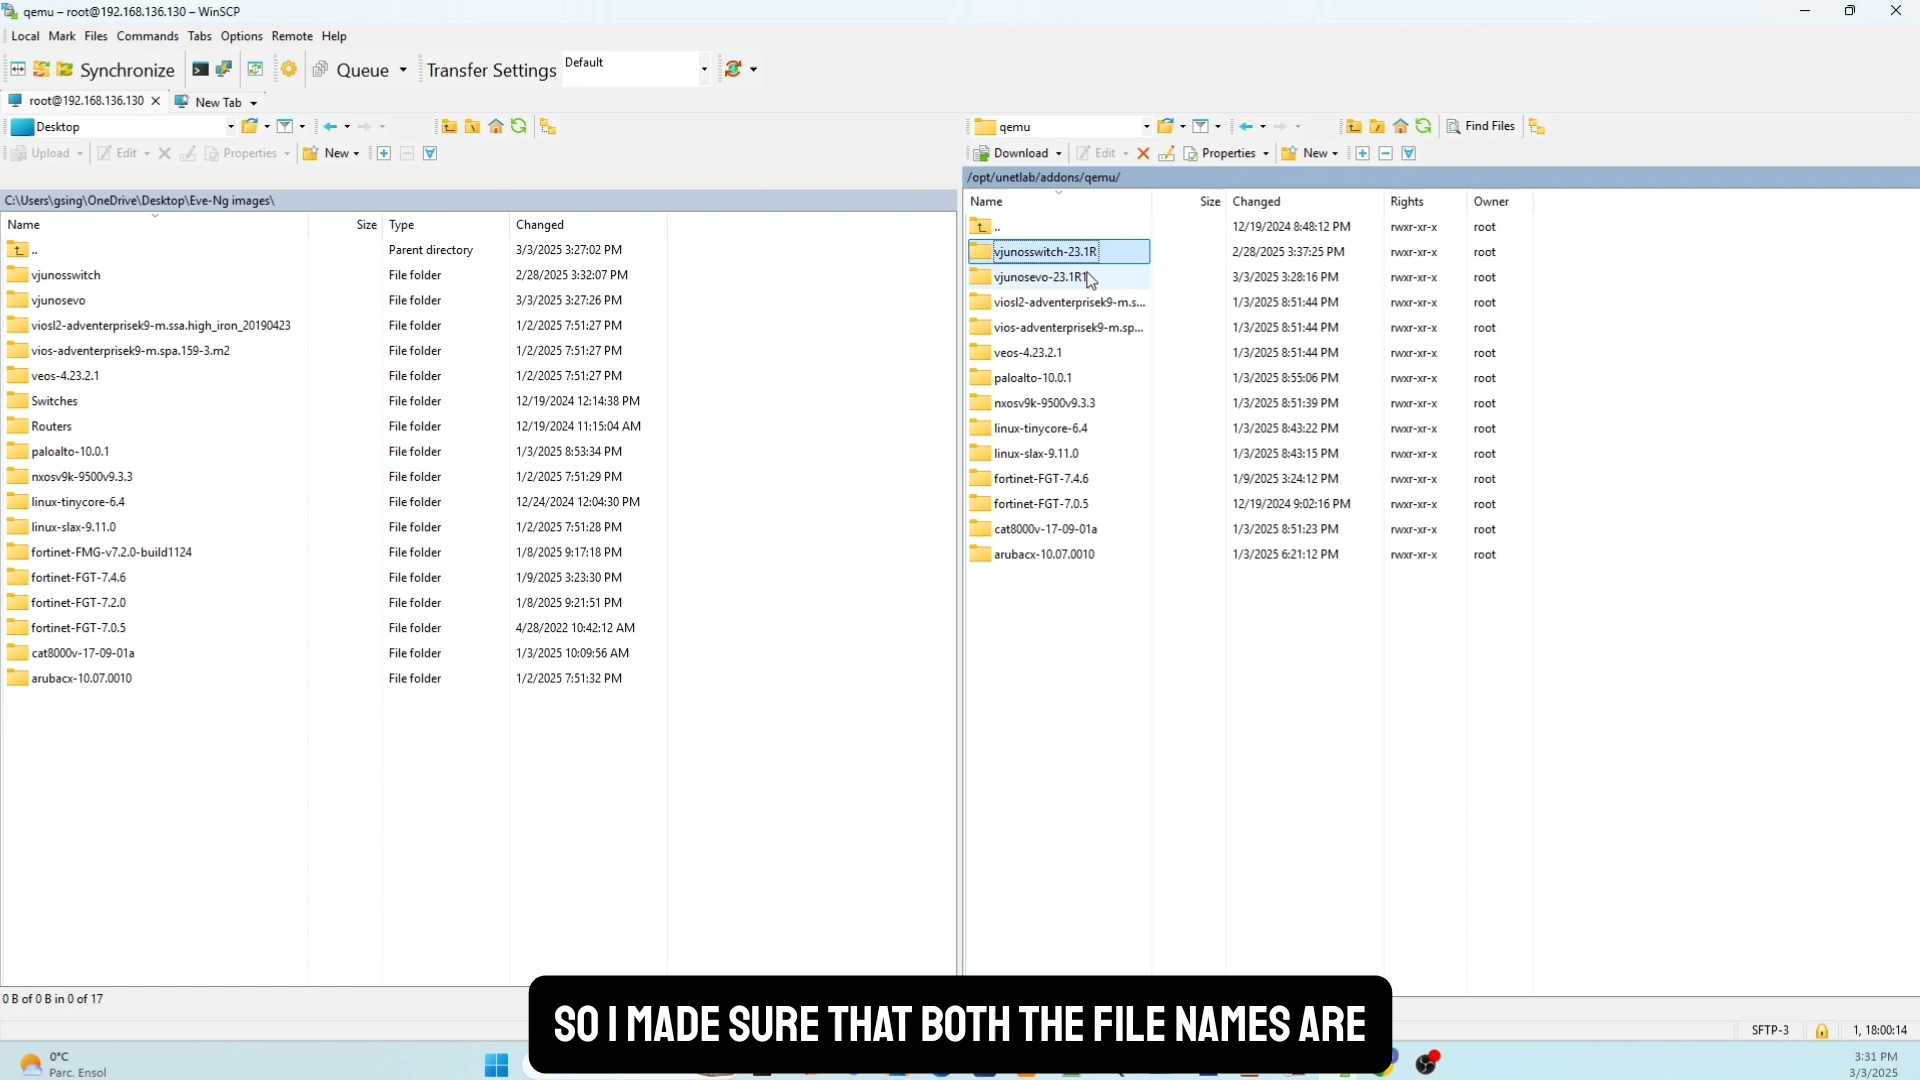 qemu – root@192.168.136.130 – WinSCP
Local Mark Files Commands Tabs Options Remote Help
Synchronize Queue Transfer Settings Default
root@192.168.136.130 New Tab
Desktop
Upload Edit Properties New
C:\Users\gsing\OneDrive\Desktop\Eve-Ng images\
Name Size Type Changed
.. Parent directory 3/3/2025 3:27:02 PM
vjunosswitch File folder 2/28/2025 3:32:07 PM
vjunosevo File folder 3/3/2025 3:27:26 PM
viosl2-adventerprisek9-m.ssa.high_iron_20190423 File folder 1/2/2025 7:51:27 PM
vios-adventerprisek9-m.spa.159-3.m2 File folder 1/2/2025 7:51:27 PM
veos-4.23.2.1 File folder 1/2/2025 7:51:27 PM
Switches File folder 12/19/2024 12:14:38 PM
Routers File folder 12/19/2024 11:15:04 AM
paloalto-10.0.1 File folder 1/3/2025 8:53:34 PM
nxosv9k-9500v9.3.3 File folder 1/2/2025 7:51:29 PM
linux-tinycore-6.4 File folder 12/24/2024 12:04:30 PM
linux-slax-9.11.0 File folder 1/2/2025 7:51:28 PM
fortinet-FMG-v7.2.0-build1124 File folder 1/8/2025 9:17:18 PM
fortinet-FGT-7.4.6 File folder 1/9/2025 3:23:30 PM
fortinet-FGT-7.2.0 File folder 1/8/2025 9:21:51 PM
fortinet-FGT-7.0.5 File folder 4/28/2022 10:42:12 AM
cat8000v-17-09-01a File folder 1/3/2025 10:09:56 AM
arubacx-10.07.0010 File folder 1/2/2025 7:51:32 PM
0 B of 0 B in 0 of 17
qemu Find Files
Download Edit Properties New
/opt/unetlab/addons/qemu/
Name Size Changed Rights Owner
.. 12/19/2024 8:48:12 PM rwxr-xr-x root
vjunosswitch-23.1R 2/28/2025 3:37:25 PM rwxr-xr-x root
vjunosevo-23.1R1 3/3/2025 3:28:16 PM rwxr-xr-x root
viosl2-adventerprisek9-m.s... 1/3/2025 8:51:44 PM rwxr-xr-x root
vios-adventerprisek9-m.sp... 1/3/2025 8:51:44 PM rwxr-xr-x root
veos-4.23.2.1 1/3/2025 8:51:44 PM rwxr-xr-x root
paloalto-10.0.1 1/3/2025 8:55:06 PM rwxr-xr-x root
nxosv9k-9500v9.3.3 1/3/2025 8:51:39 PM rwxr-xr-x root
linux-tinycore-6.4 1/3/2025 8:43:22 PM rwxr-xr-x root
linux-slax-9.11.0 1/3/2025 8:43:15 PM rwxr-xr-x root
fortinet-FGT-7.4.6 1/9/2025 3:24:12 PM rwxr-xr-x root
fortinet-FGT-7.0.5 12/19/2024 9:02:16 PM rwxr-xr-x root
cat8000v-17-09-01a 1/3/2025 8:51:23 PM rwxr-xr-x root
arubacx-10.07.0010 1/3/2025 6:21:12 PM rwxr-xr-x root
SO I MADE SURE THAT BOTH THE FILE NAMES ARE
SFTP-3 1, 18:00:14
0°C
Parc. Ensol
3:31 PM
3/3/2025